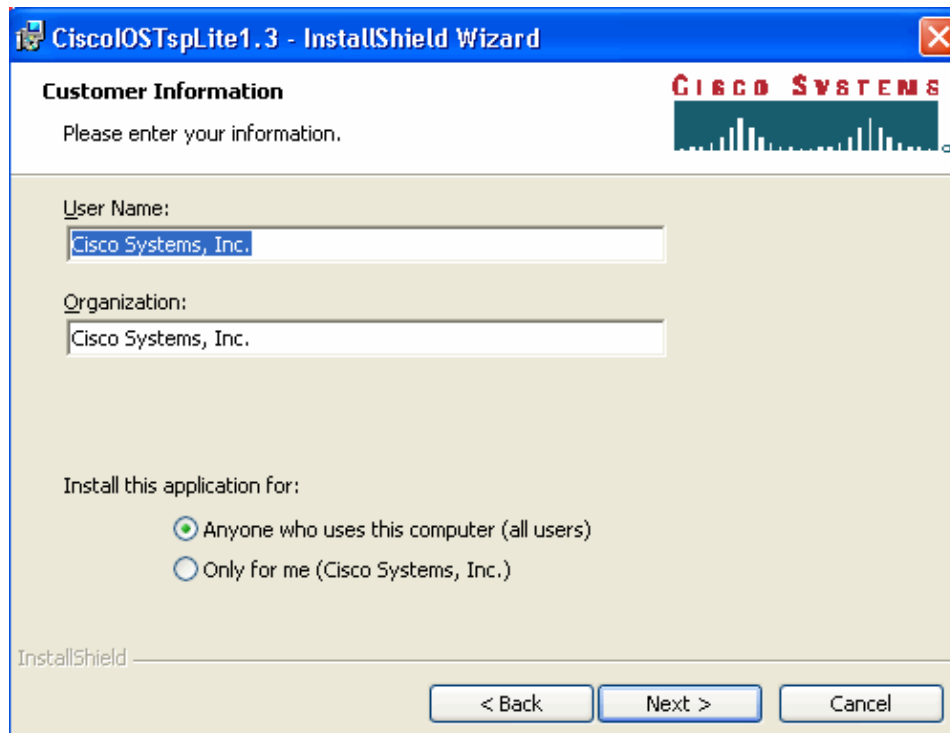 CiscoIOSTspLite1.3 - InstallShield Wizard
Customer Information
Please enter your information.
CISCO SYSTEMS
User Name:
Cisco Systems, Inc.
Organization:
Cisco Systems, Inc.
Install this application for:
Anyone who uses this computer (all users)
Only for me (Cisco Systems, Inc.)
InstallShield
< Back
Next >
Cancel